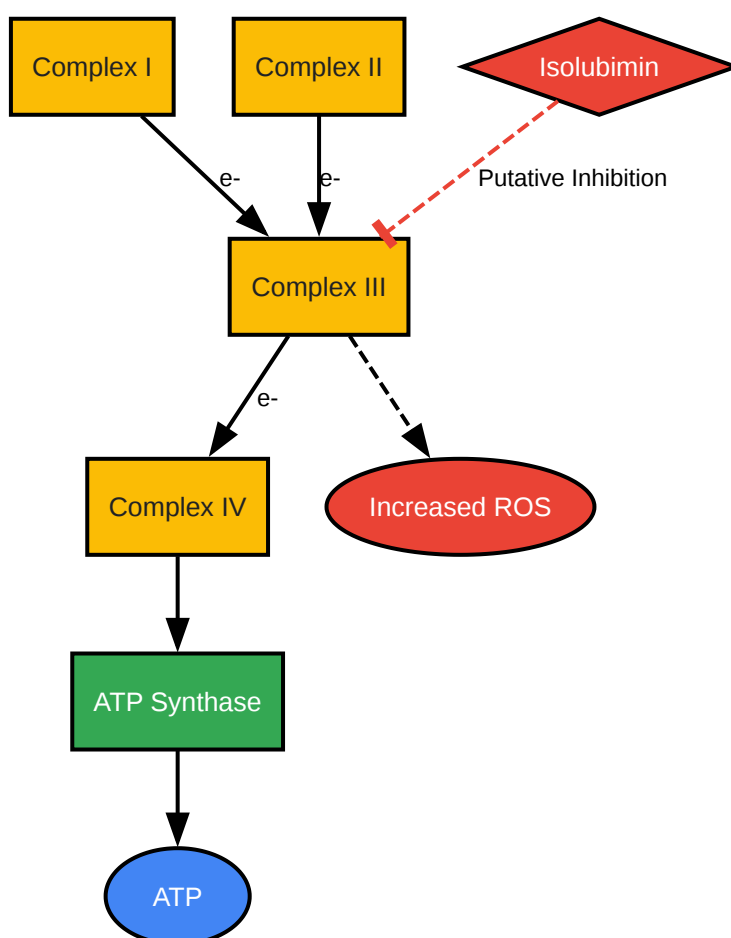 Complex I
Complex II
Isolubimin
e-
e-
Putative Inhibition
Complex III
e-
Complex IV
Increased ROS
ATP Synthase
ATP